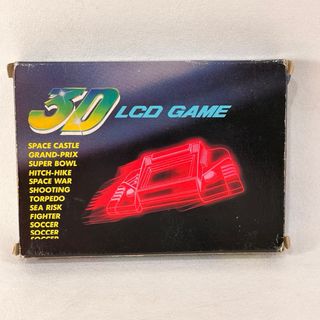 3D LCD GAME
SPACE CASTLE
GRAND-PRIX
SUPER BOWL
HITCH-HIKE
SPACE WAR
SHOOTING
TORPEDO
SEA RISK
FIGHTER
SOCCER
SOCCER
SOCCER